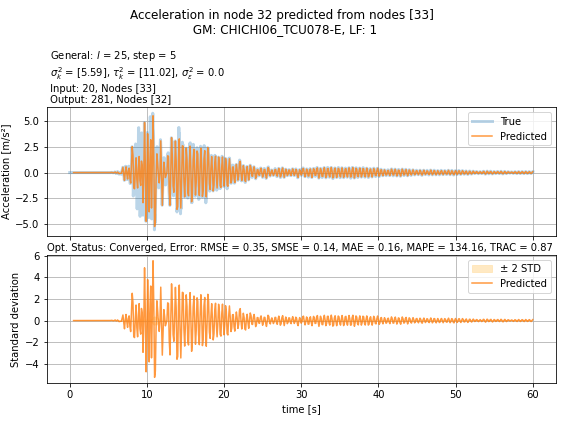 Acceleration in node 32 predicted from nodes [33]
GM: CHICHI06_TCU078-E, LF: 1
General: l = 25, step = 5
σ²ₖ = [5.59], τ²ₖ = [11.02], σ²ε = 0.0
Input: 20, Nodes [33]
Output: 281, Nodes [32]
Acceleration [m/s²]
5.0
2.5
0.0
−2.5
−5.0
True
Predicted
Opt. Status: Converged, Error: RMSE = 0.35, SMSE = 0.14, MAE = 0.16, MAPE = 134.16, TRAC = 0.87
Standard deviation
6
4
2
0
−2
−4
± 2 STD
Predicted
0 10 20 30 40 50 60
time [s]